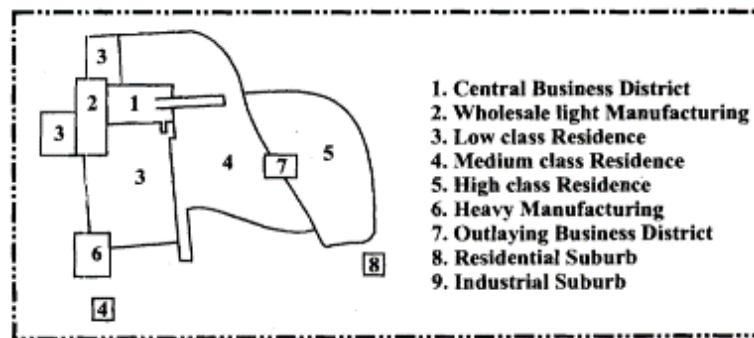 3
2
1
3
3
4
7
5
6
8
4
1. Central Business District
2. Wholesale light Manufacturing
3. Low class Residence
4. Medium class Residence
5. High class Residence
6. Heavy Manufacturing
7. Outlaying Business District
8. Residential Suburb
9. Industrial Suburb